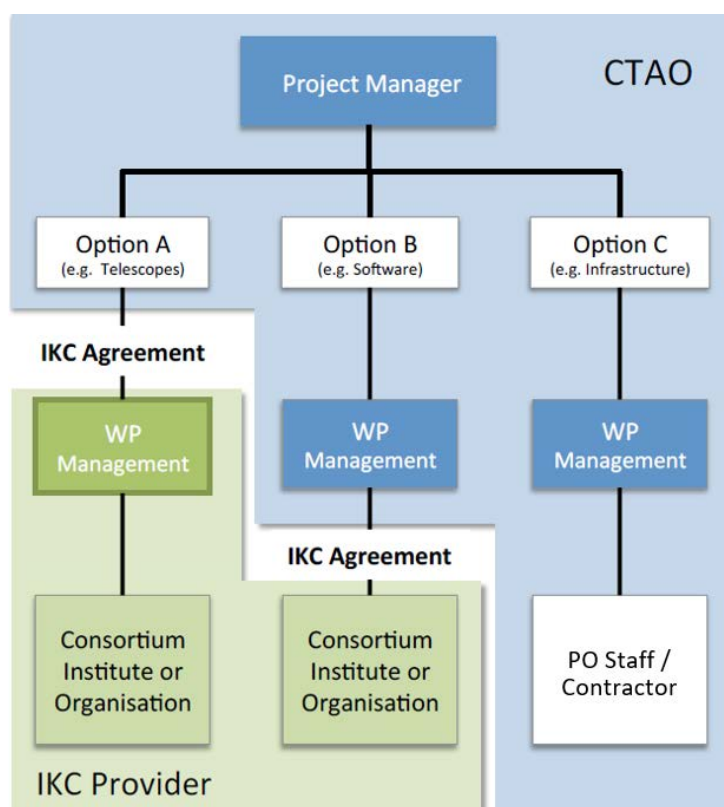 CTAO
Project Manager
Option A
(e.g. Telescopes)
Option B
(e.g. Software)
Option C
(e.g. Infrastructure)
IKC Agreement
WP
Management
WP
Management
WP
Management
IKC Agreement
Consortium
Institute or
Organisation
Consortium
Institute or
Organisation
PO Staff /
Contractor
IKC Provider